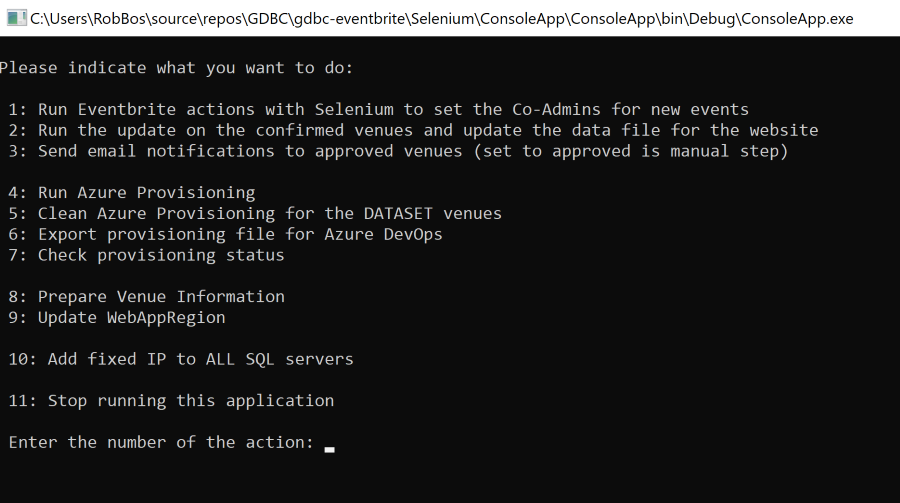 C:\Users\RobBos\source\repos\GDBC\gdbc-eventbrite\Selenium\ConsoleApp\ConsoleApp\bin\Debug\ConsoleApp.exe
Please indicate what you want to do:
1: Run Eventbrite actions with Selenium to set the Co-Admins for new events
2: Run the update on the confirmed venues and update the data file for the website
3: Send email notifications to approved venues (set to approved is manual step)
4: Run Azure Provisioning
5: Clean Azure Provisioning for the DATASET venues
6: Export provisioning file for Azure DevOps
7: Check provisioning status
8: Prepare Venue Information
9: Update WebAppRegion
10: Add fixed IP to ALL SQL servers
11: Stop running this application
Enter the number of the action: